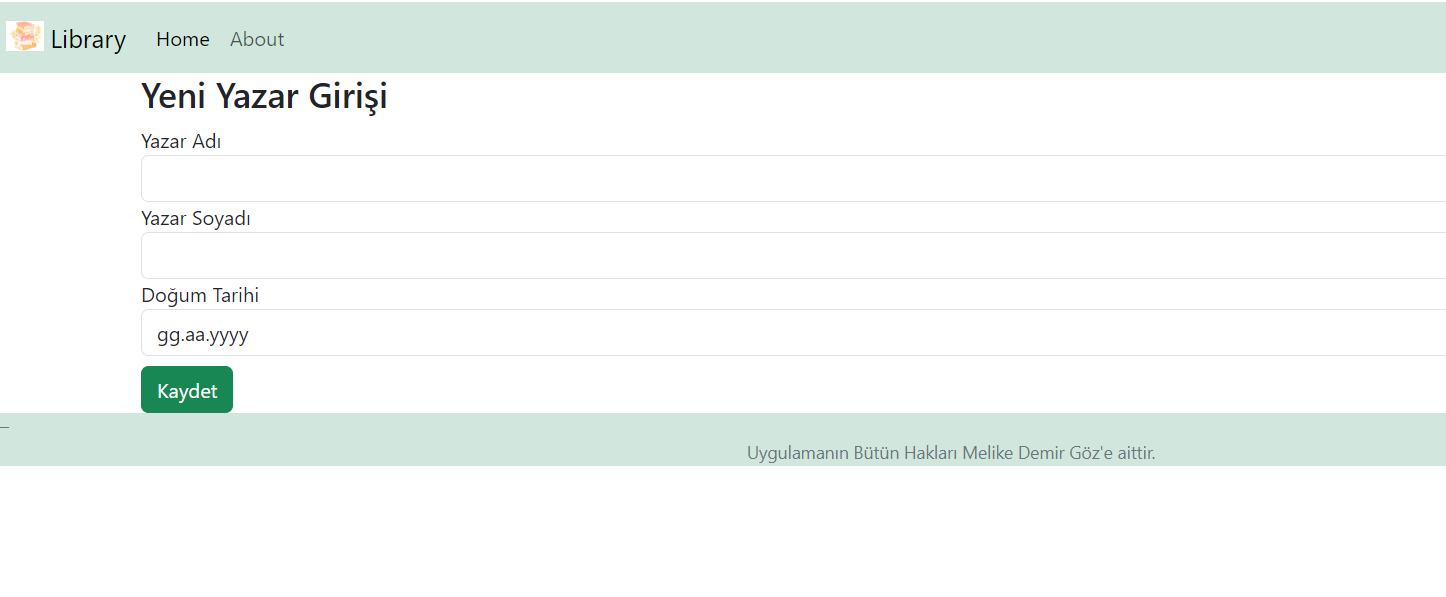 Library Home About
Yeni Yazar Girişi
Yazar Adı
Yazar Soyadı
Doğum Tarihi
gg.aa.yyyy
Kaydet
Uygulamanın Bütün Hakları Melike Demir Göz'e aittir.